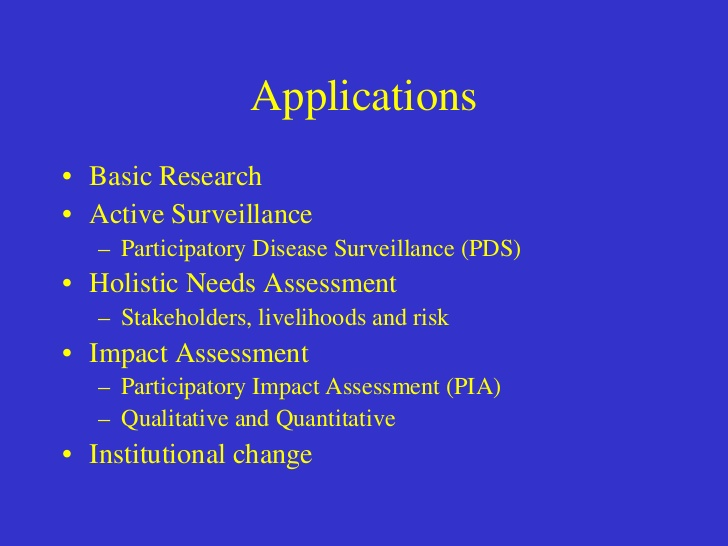 Applications
• Basic Research
• Active Surveillance
– Participatory Disease Surveillance (PDS)
• Holistic Needs Assessment
– Stakeholders, livelihoods and risk
• Impact Assessment
– Participatory Impact Assessment (PIA)
– Qualitative and Quantitative
• Institutional change